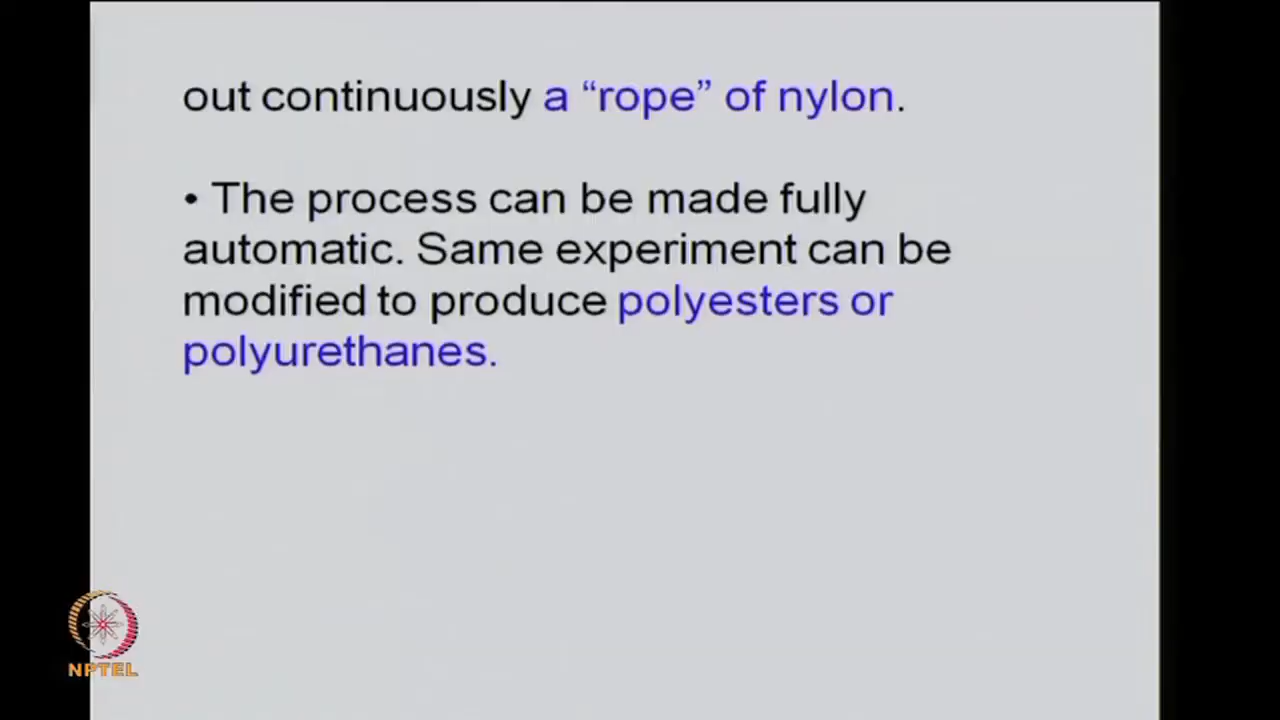 out continuously a “rope” of nylon.
• The process can be made fully
automatic. Same experiment can be
modified to produce polyesters or
polyurethanes.
NPTEL